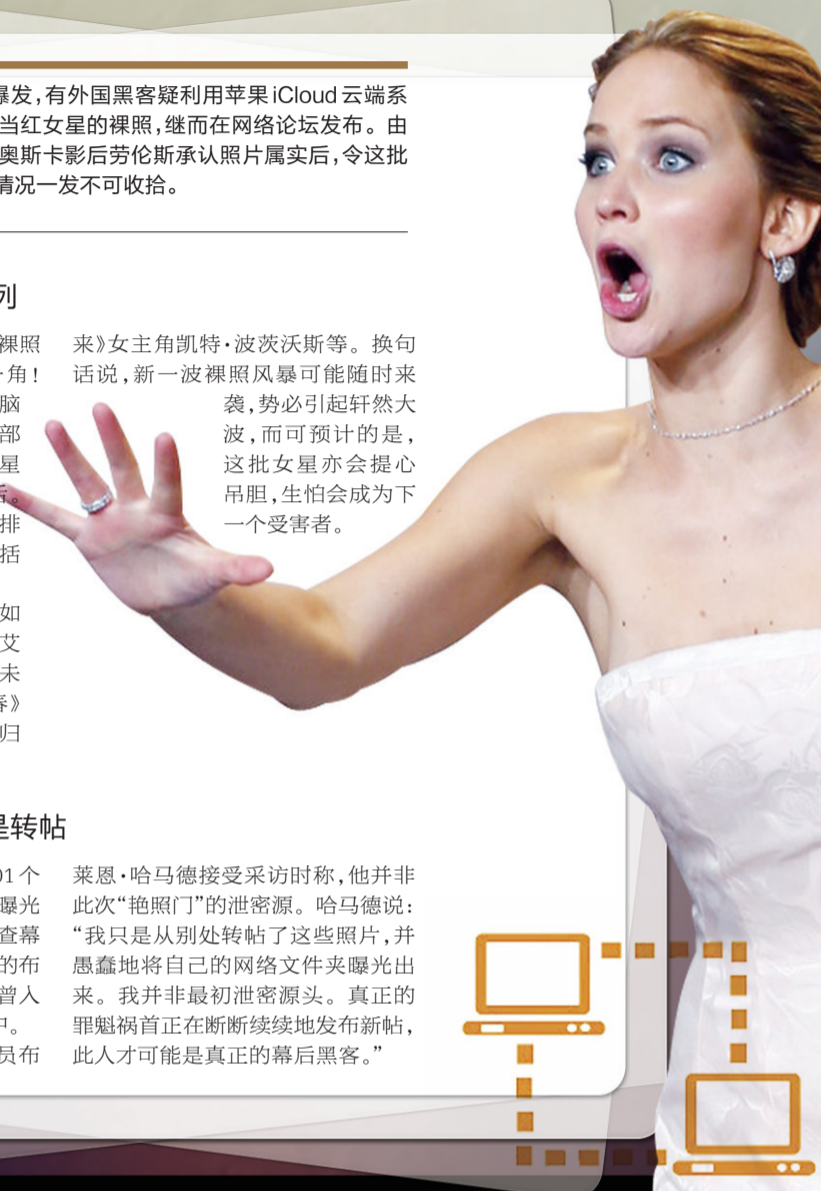 暴发,有外国黑客疑利用苹果iCloud云端系
当红女星的裸照,继而在网络论坛发布。由
奥斯卡影后劳伦斯承认照片属实后,令这批
情况一发不可收拾。
列
裸照
角!
脑
部
星
后。
排
括
如
艾
未
春》
归
来》女主角凯特·波茨沃斯等。换句
话说,新一波裸照风暴可能随时来
袭,势必引起轩然大
波,而可预计的是,
这批女星亦会提心
吊胆,生怕会成为下
一个受害者。
是转帖
01个
曝光
查幕
的布
曾入
户。
员布
莱恩·哈马德接受采访时称,他并非
此次“艳照门”的泄密源。哈马德说:
“我只是从别处转帖了这些照片,并
愚蠢地将自己的网络文件夹曝光出
来。我并非最初泄密源头。真正的
罪魁祸首正在断断续续地发布新帖,
此人才可能是真正的幕后黑客。”